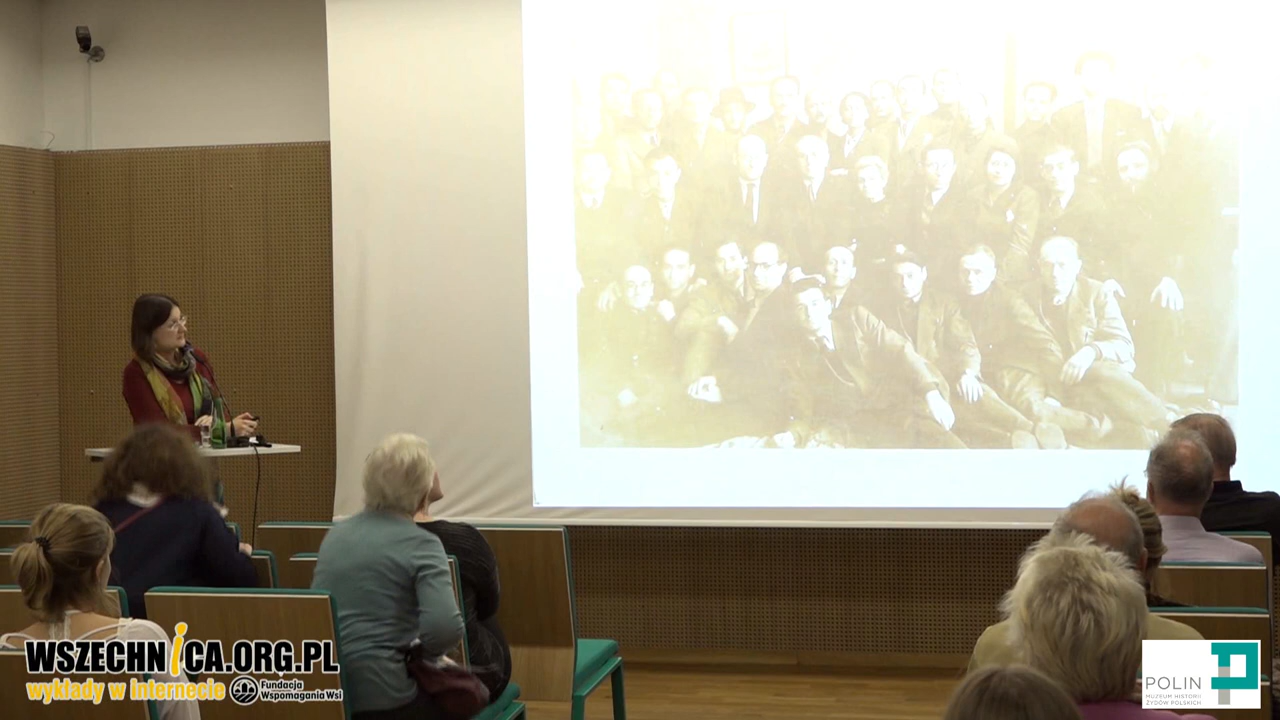 WSZECHNICA.ORG.PL
wykłady w internecie
Fundacja
Wspomagania Wsi
POLIN
MUZEUM HISTORII
ŻYDÓW POLSKICH